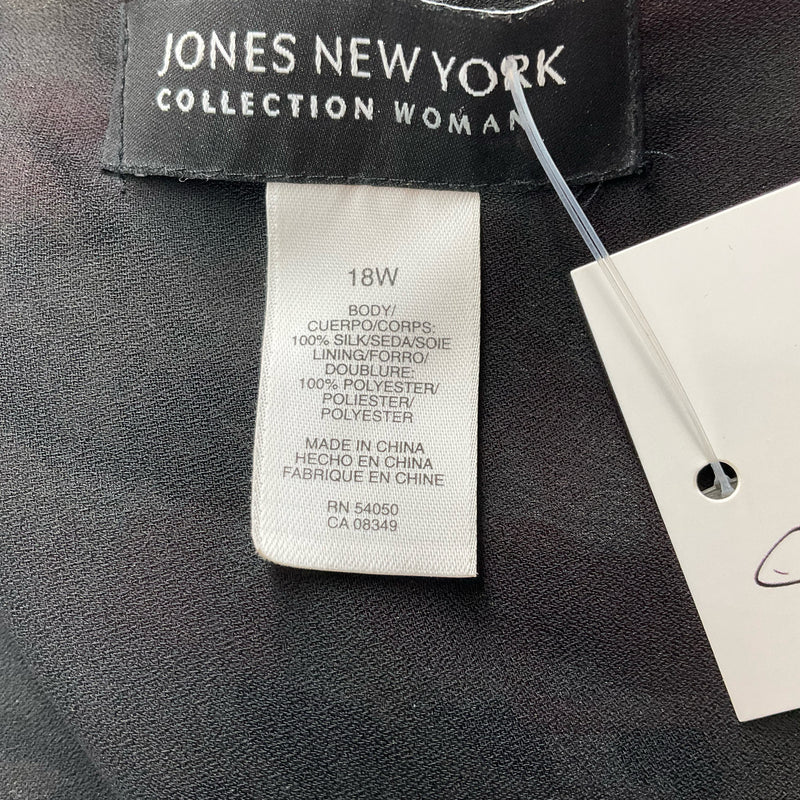 JONES NEW YORK
COLLECTION WOMAN
18W
BODY/
CUERPO/CORPS:
100% SILK/SEDA/SOIE
LINING/FORRO/
DOUBLURE:
100% POLYESTER/
POLIESTER/
POLYESTER
MADE IN CHINA
HECHO EN CHINA
FABRIQUE EN CHINE
RN 54050
CA 08349